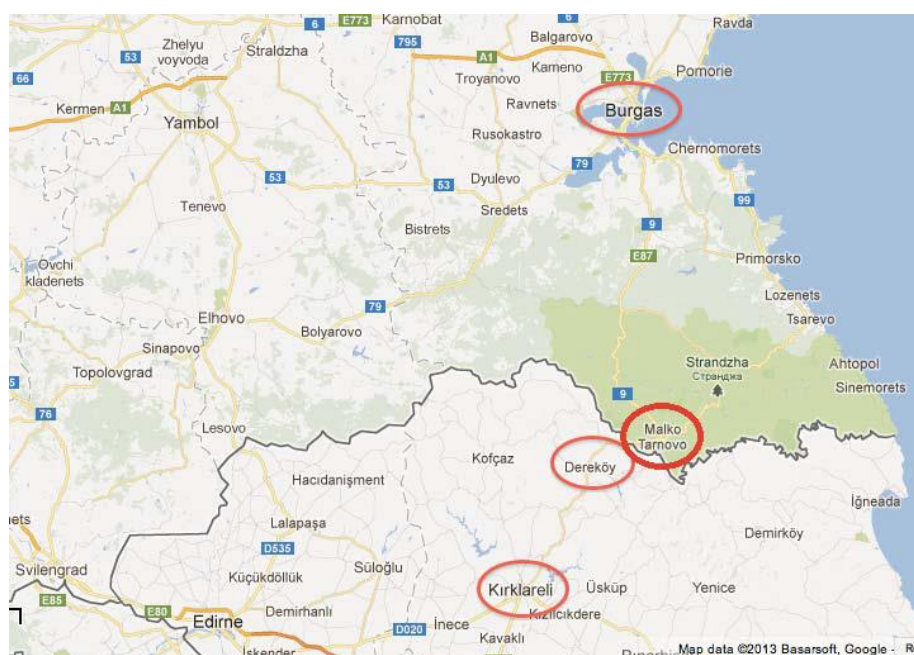 E773
Karnobat
6
Ravda
Balgarovo
Zhelyu
voyvoda
53
Straldzha
795
A1
E773
66
Troyanovo
Kameno
Pomorie
Kermen
A1
Ravnets
Burgas
Yambol
Rusokastro
Chernomorets
53
79
53
Dyulevo
99
Tenevo
Sredets
Bistrets
9
E87
Ovchi
kladenets
Primorsko
79
Lozenets
Elhovo
Bolyarovo
Tsarevo
Sinapovo
Strandzha
Странджа
Ahtopol
Topolovgrad
Sinemorets
9
76
Lesovo
Malko
Tarnovo
Kofçaz
Dereköy
Hacıdanişment
İğneada
Lalapaşa
Demirköy
D535
Süloğlu
Svilengrad
Küçükdöllük
Kırklareli
Üsküp
Yenice
E85
E80
Demirhanlı
Kızılcıkdere
Edirne
D020
İnece
Kavaklı
İskender
Map data ©2013 Basarsoft, Google -